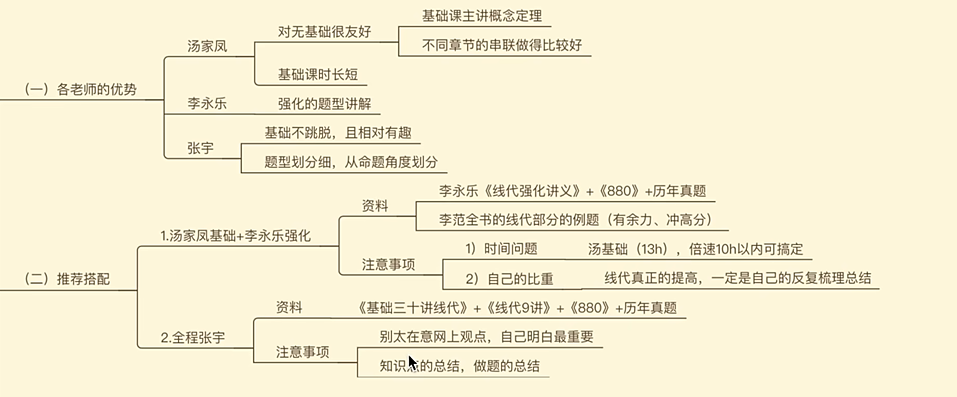 （一）各老师的优势
汤家凤
对无基础很友好
基础课主讲概念定理
不同章节的串联做得比较好
基础课时长短
李永乐
强化的题型讲解
张宇
基础不跳脱，且相对有趣
题型划分细，从命题角度划分
（二）推荐搭配
1.汤家凤基础+李永乐强化
资料
李永乐《线代强化讲义》+《880》+历年真题
李范全书的线代部分的例题（有余力、冲高分）
注意事项
1）时间问题
汤基础（13h），倍速10h以内可搞定
2）自己的比重
线代真正的提高，一定是自己的反复梳理总结
2.全程张宇
资料
《基础三十讲线代》+《线代9讲》+《880》+历年真题
注意事项
别太在意网上观点，自己明白最重要
知识点的总结，做题的总结